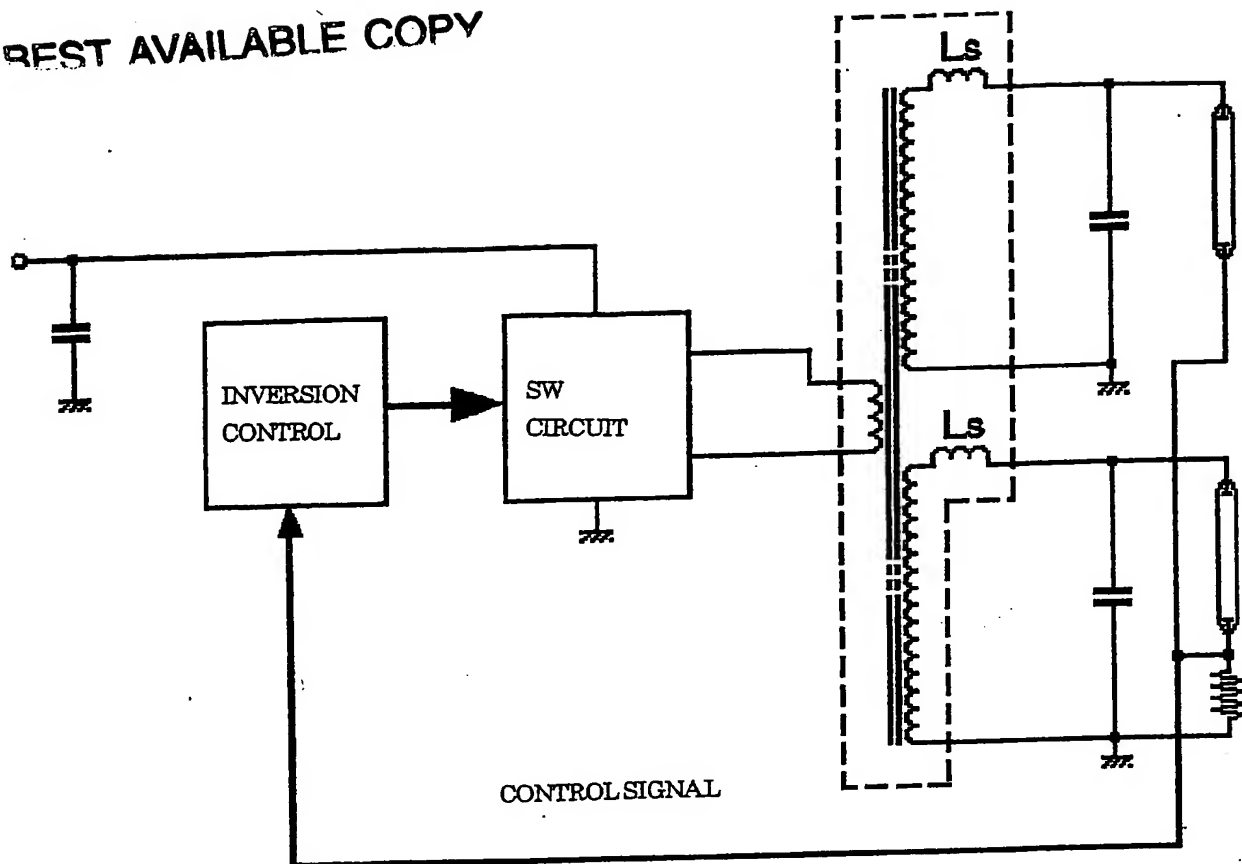 BEST AVAILABLE COPY
Ls
INVERSION
CONTROL
SW
CIRCUIT
Ls
CONTROL SIGNAL